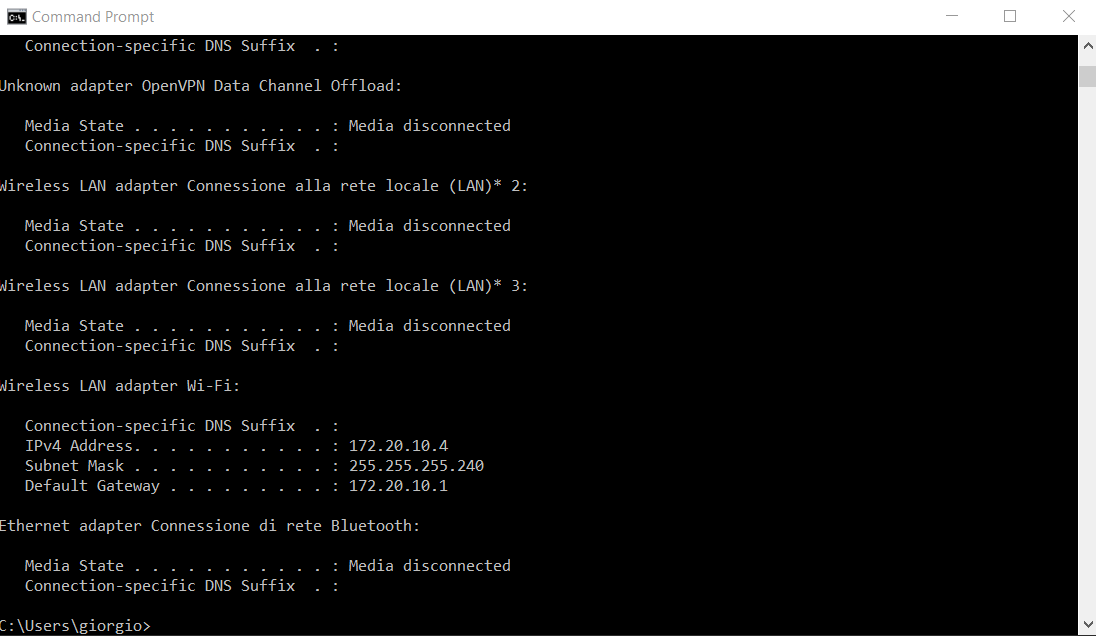 Command Prompt
Connection-specific DNS Suffix  . :
Unknown adapter OpenVPN Data Channel Offload:
Media State . . . . . . . . . . . : Media disconnected
Connection-specific DNS Suffix  . :
Wireless LAN adapter Connessione alla rete locale (LAN)* 2:
Media State . . . . . . . . . . . : Media disconnected
Connection-specific DNS Suffix  . :
Wireless LAN adapter Connessione alla rete locale (LAN)* 3:
Media State . . . . . . . . . . . : Media disconnected
Connection-specific DNS Suffix  . :
Wireless LAN adapter Wi-Fi:
Connection-specific DNS Suffix  . :
IPv4 Address. . . . . . . . . . . : 172.20.10.4
Subnet Mask . . . . . . . . . . . : 255.255.255.240
Default Gateway . . . . . . . . . : 172.20.10.1
Ethernet adapter Connessione di rete Bluetooth:
Media State . . . . . . . . . . . : Media disconnected
Connection-specific DNS Suffix  . :
C:\Users\giorgio>